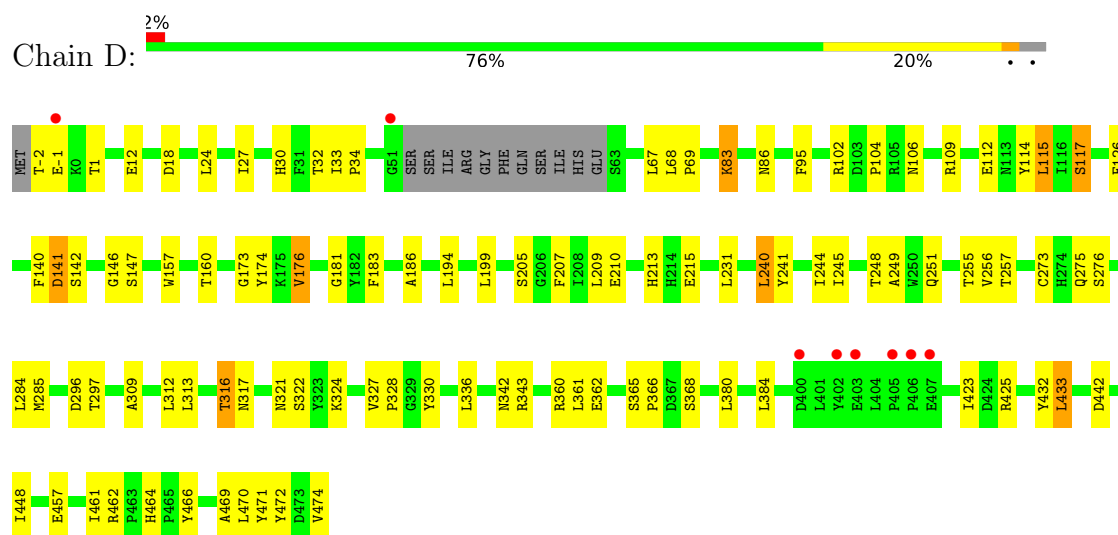 2%
Chain D:
76% 20% • •
MET T-2 E-1 K0 T1 E12 D18 L24 I27 H30 F31 T32 I33 P34 G51 SER SER ILE ARG GLY PHE GLN SER ILE HIS GLU S63 L67 L68 P69 K83 N86 F95 R102 D103 P104 R105 N106 R109 E112 N113 Y114 L115 I116 S117
F140 D141 S142 G146 S147 W157 T160 G173 Y174 K175 V176 G181 Y182 F183 A186 L194 L199 S205 G206 F207 I208 L209 E210 H213 H214 E215 L231 L240 Y241 I244 I245 T248 A249 W250 Q251 T255 V256 T257 C273 H274 Q275 S276
L284 M285 D296 T297 A309 L312 L313 T316 N317 N321 S322 Y323 K324 V327 P328 G329 Y330 L336 N342 R343 R360 L361 E362 S365 P366 D367 S368 L380 L384 D400 L401 Y402 E403 L404 P405 P406 E407 I423 D424 R425 Y432 L433 D442
I448 E457 I461 R462 P463 H464 P465 Y466 A469 L470 Y471 Y472 D473 V474